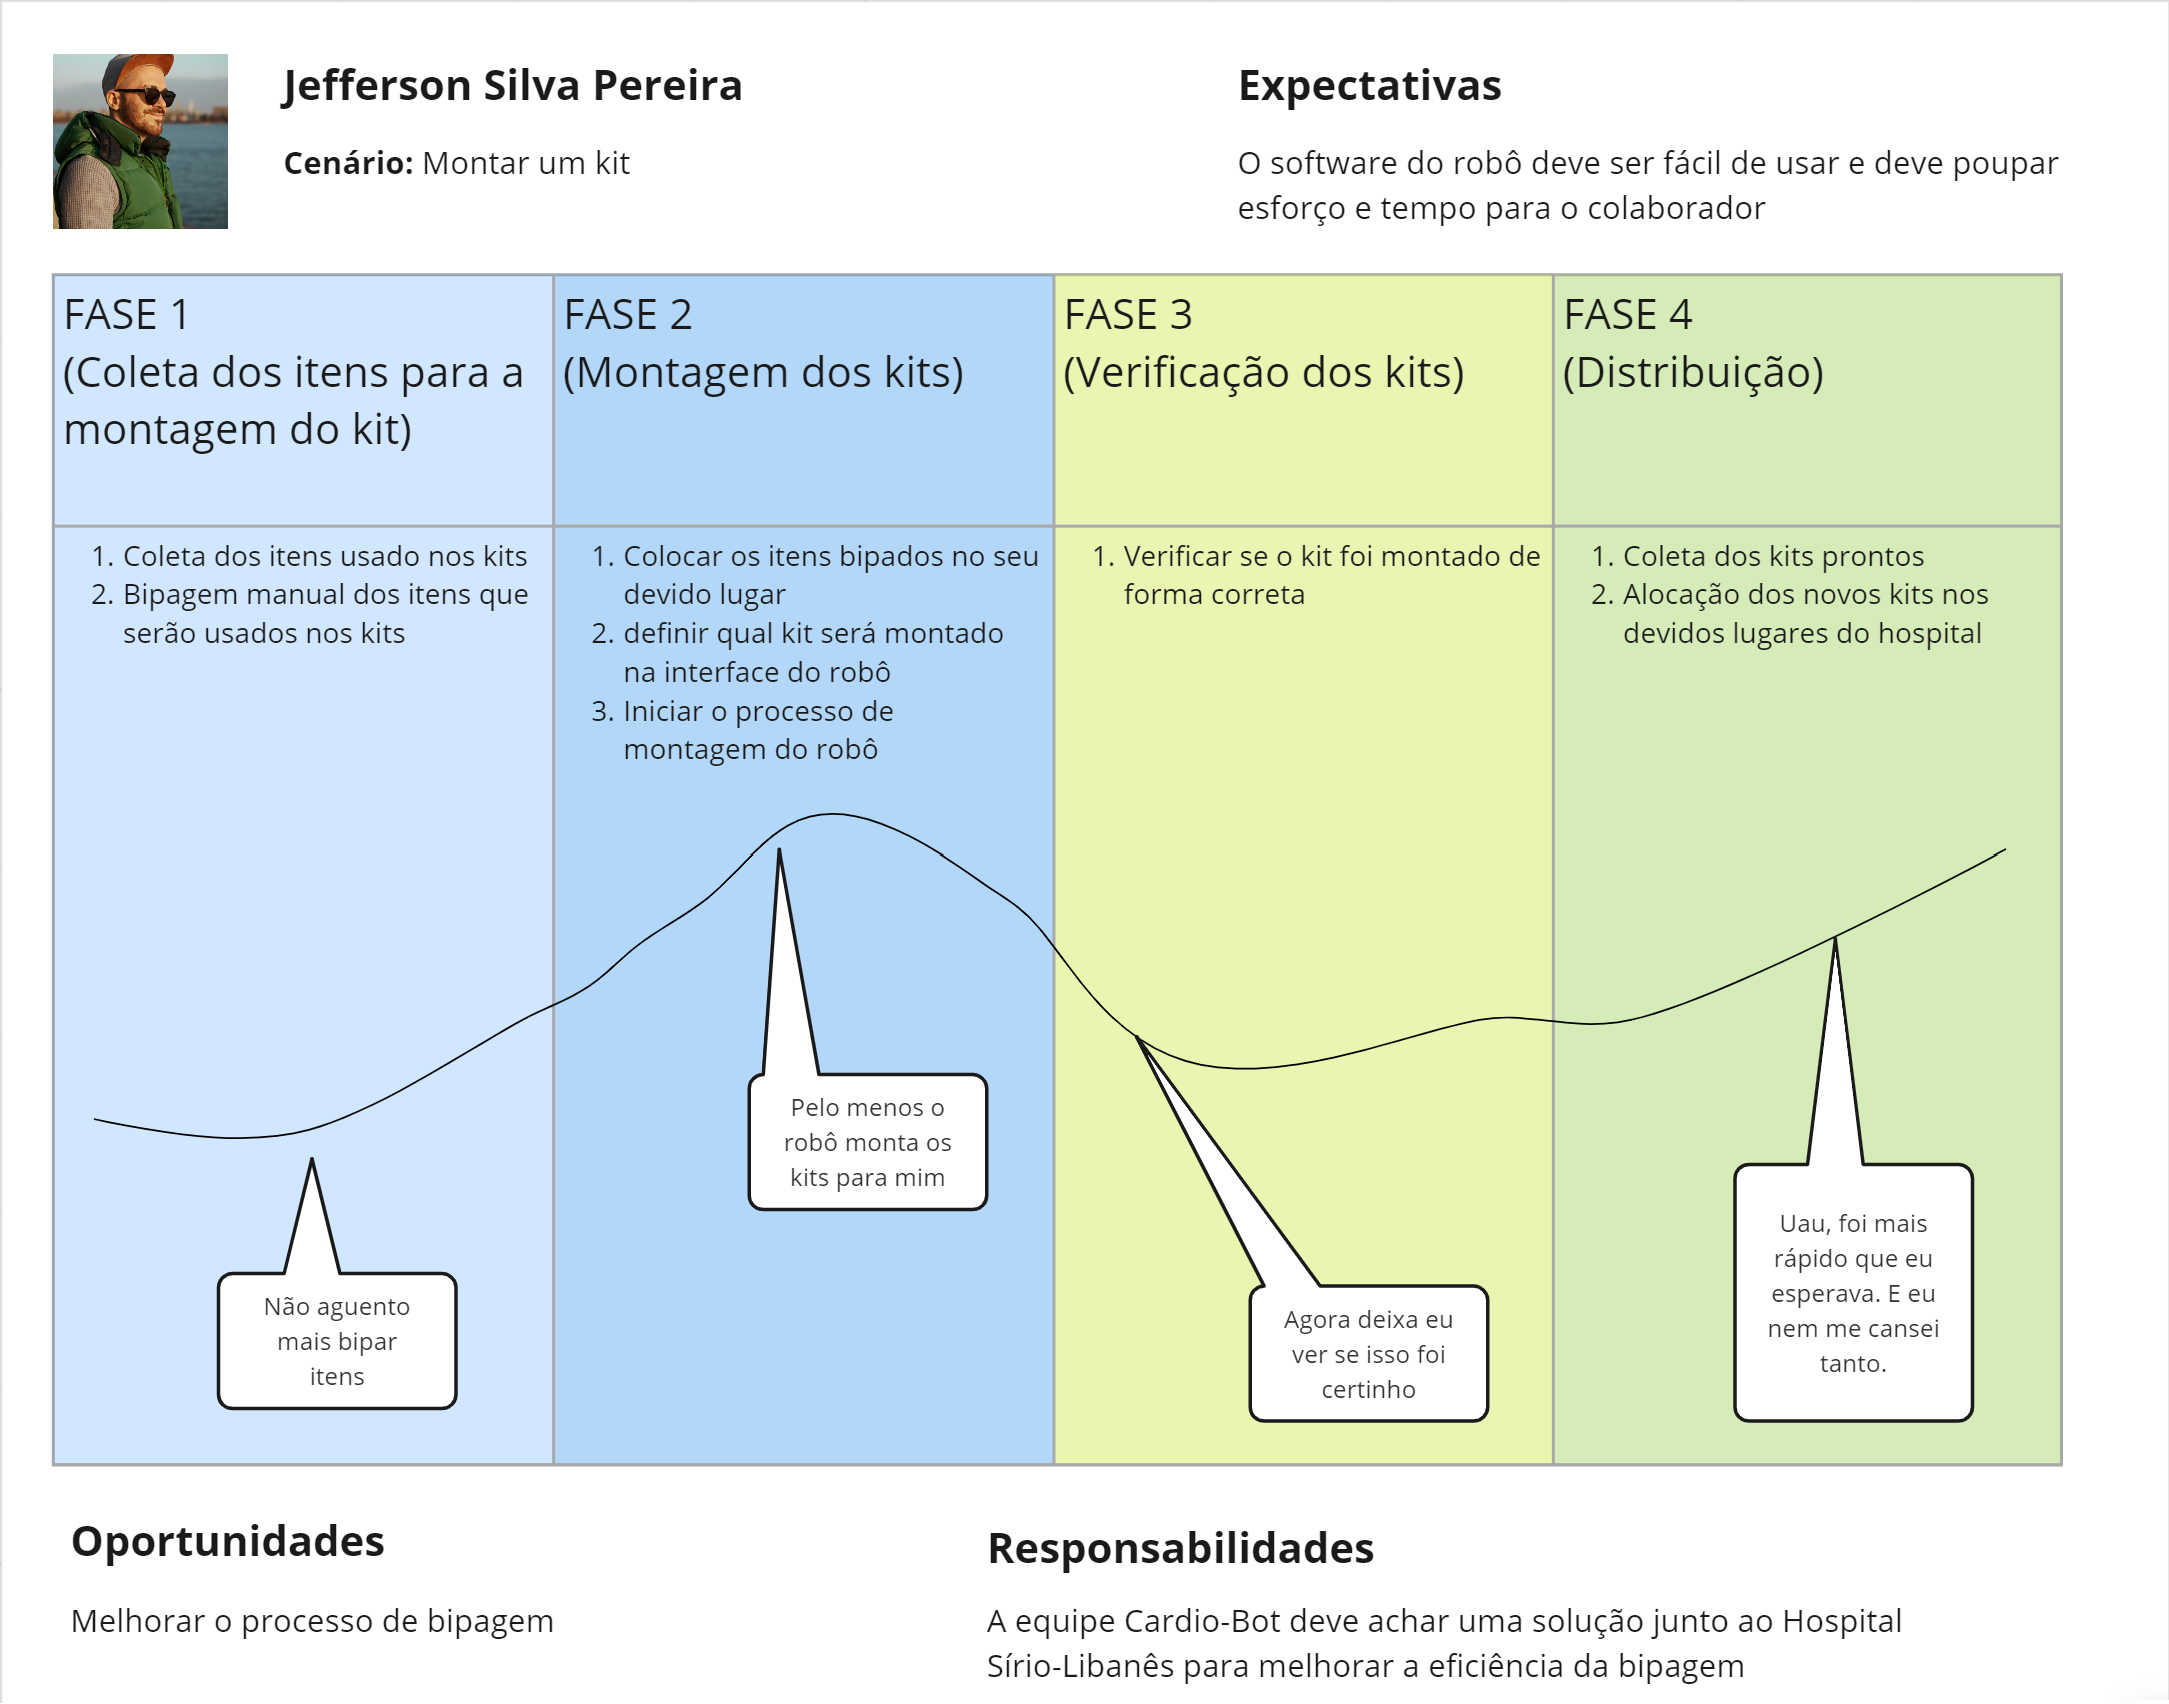 Jefferson Silva Pereira
Cenário: Montar um kit
Expectativas
O software do robô deve ser fácil de usar e deve poupar
esforço e tempo para o colaborador
FASE 1
(Coleta dos itens para a
montagem do kit)
FASE 2
(Montagem dos kits)
FASE 3
(Verificação dos kits)
FASE 4
(Distribuição)
1. Coleta dos itens usado nos kits
2. Bipagem manual dos itens que
serão usados nos kits
1. Colocar os itens bipados no seu
devido lugar
2. definir qual kit será montado
na interface do robô
3. Iniciar o processo de
montagem do robô
1. Verificar se o kit foi montado de
forma correta
1. Coleta dos kits prontos
2. Alocação dos novos kits nos
devidos lugares do hospital
Não aguento
mais bipar
itens
Pelo menos o
robô monta os
kits para mim
Agora deixa eu
ver se isso foi
certinho
Uau, foi mais
rápido que eu
esperava. E eu
nem me cansei
tanto.
Oportunidades
Melhorar o processo de bipagem
Responsabilidades
A equipe Cardio-Bot deve achar uma solução junto ao Hospital
Sírio-Libanês para melhorar a eficiência da bipagem